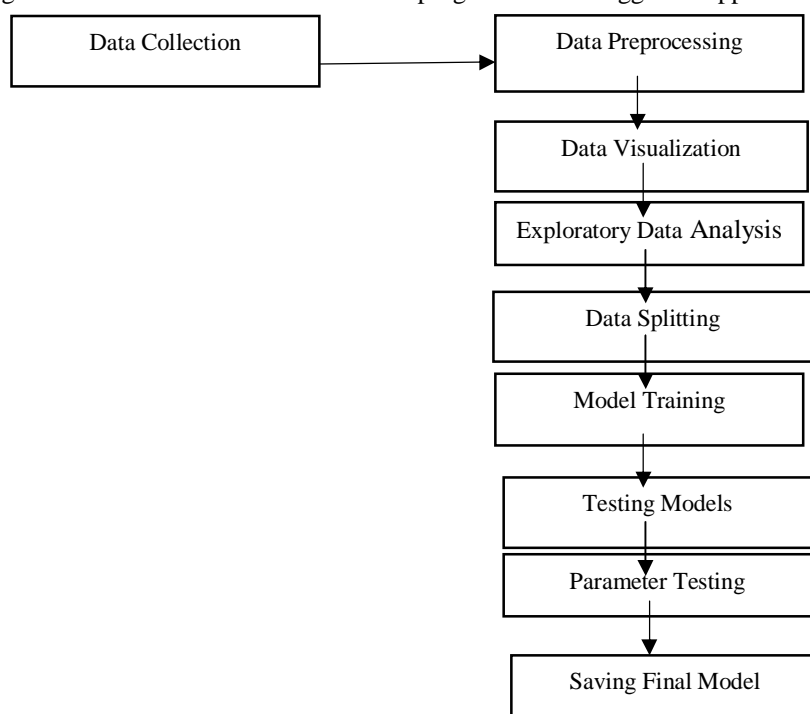 Data Collection
Data Preprocessing
Data Visualization
Exploratory Data Analysis
Data Splitting
Model Training
Testing Models
Parameter Testing
Saving Final Model